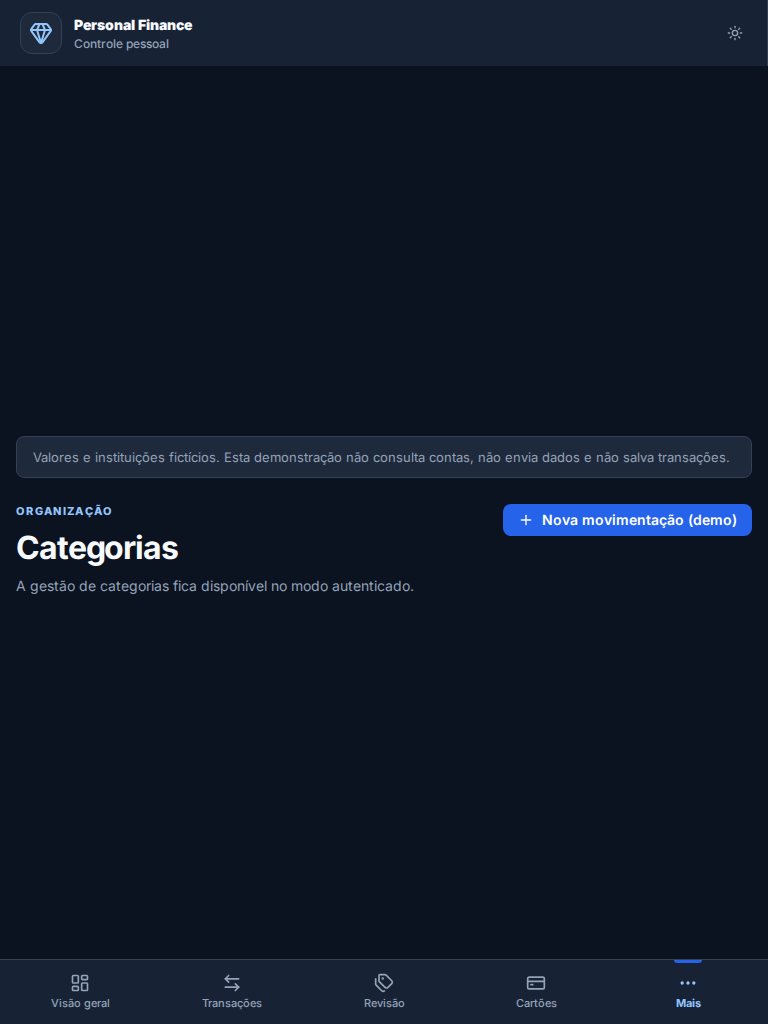 Personal Finance
Controle pessoal
Valores e instituições fictícios. Esta demonstração não consulta contas, não envia dados e não salva transações.
ORGANIZAÇÃO
Nova movimentação (demo)
Categorias
A gestão de categorias fica disponível no modo autenticado.
Visão geral
Transações
Revisão
Cartões
Mais